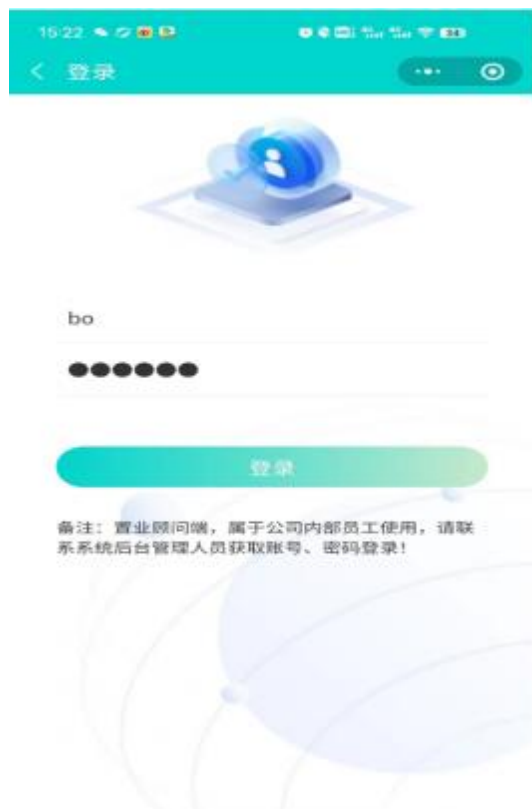 15:22
登录
bo
●●●●●●
登录
备注：置业顾问端，属于公司内部员工使用，请联
系系统后台管理人员获取账号、密码登录！